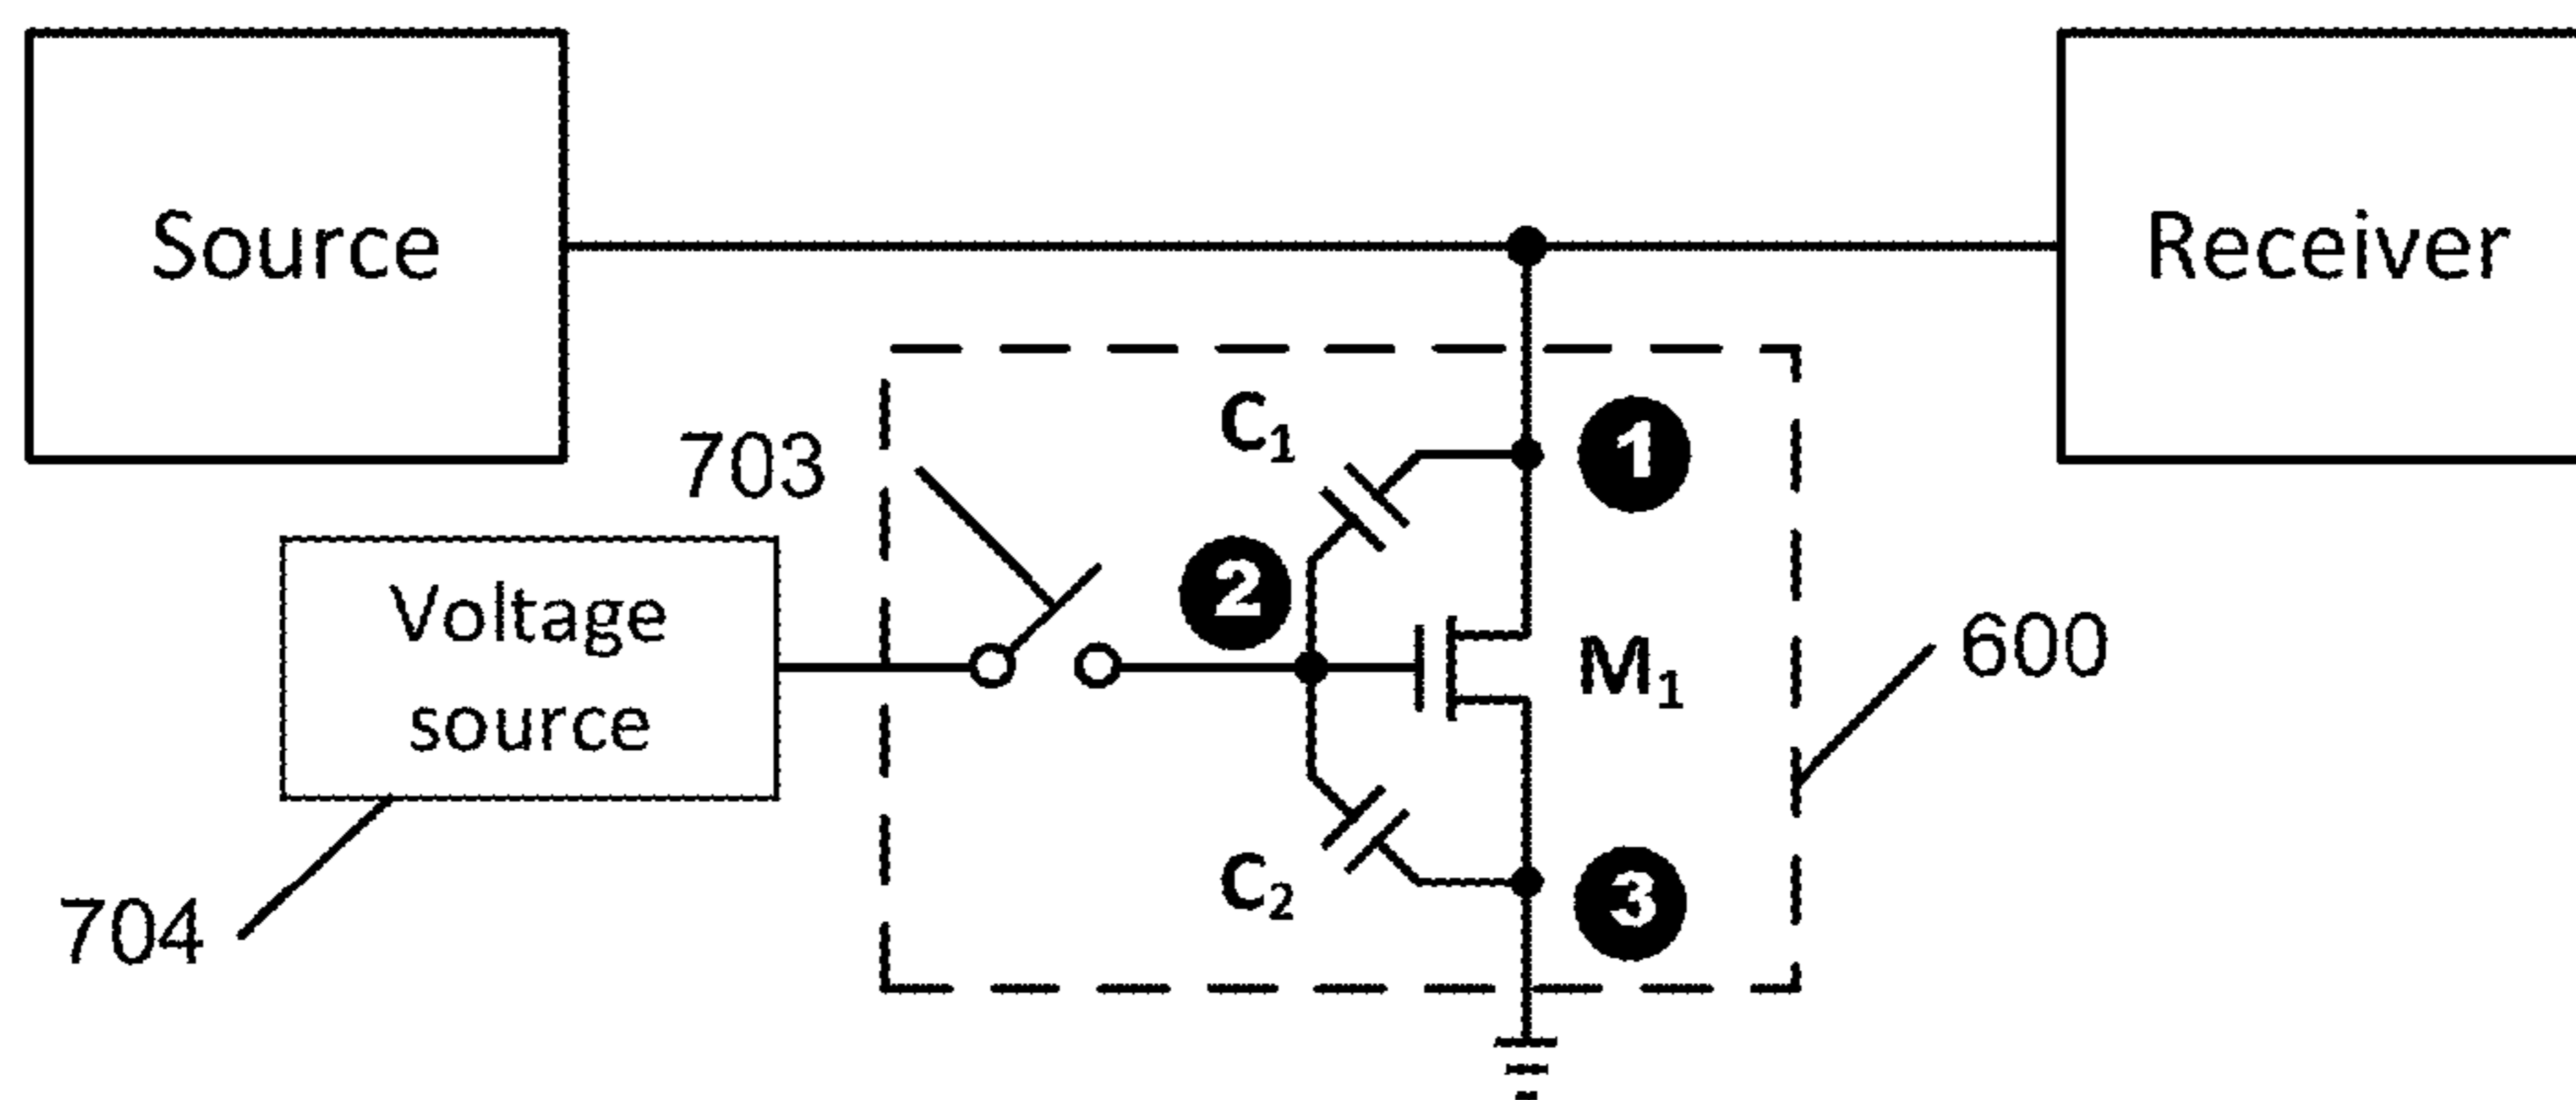 Source
Receiver
C₁
1
703
Voltage
source
2
M₁
600
C₂
3
704